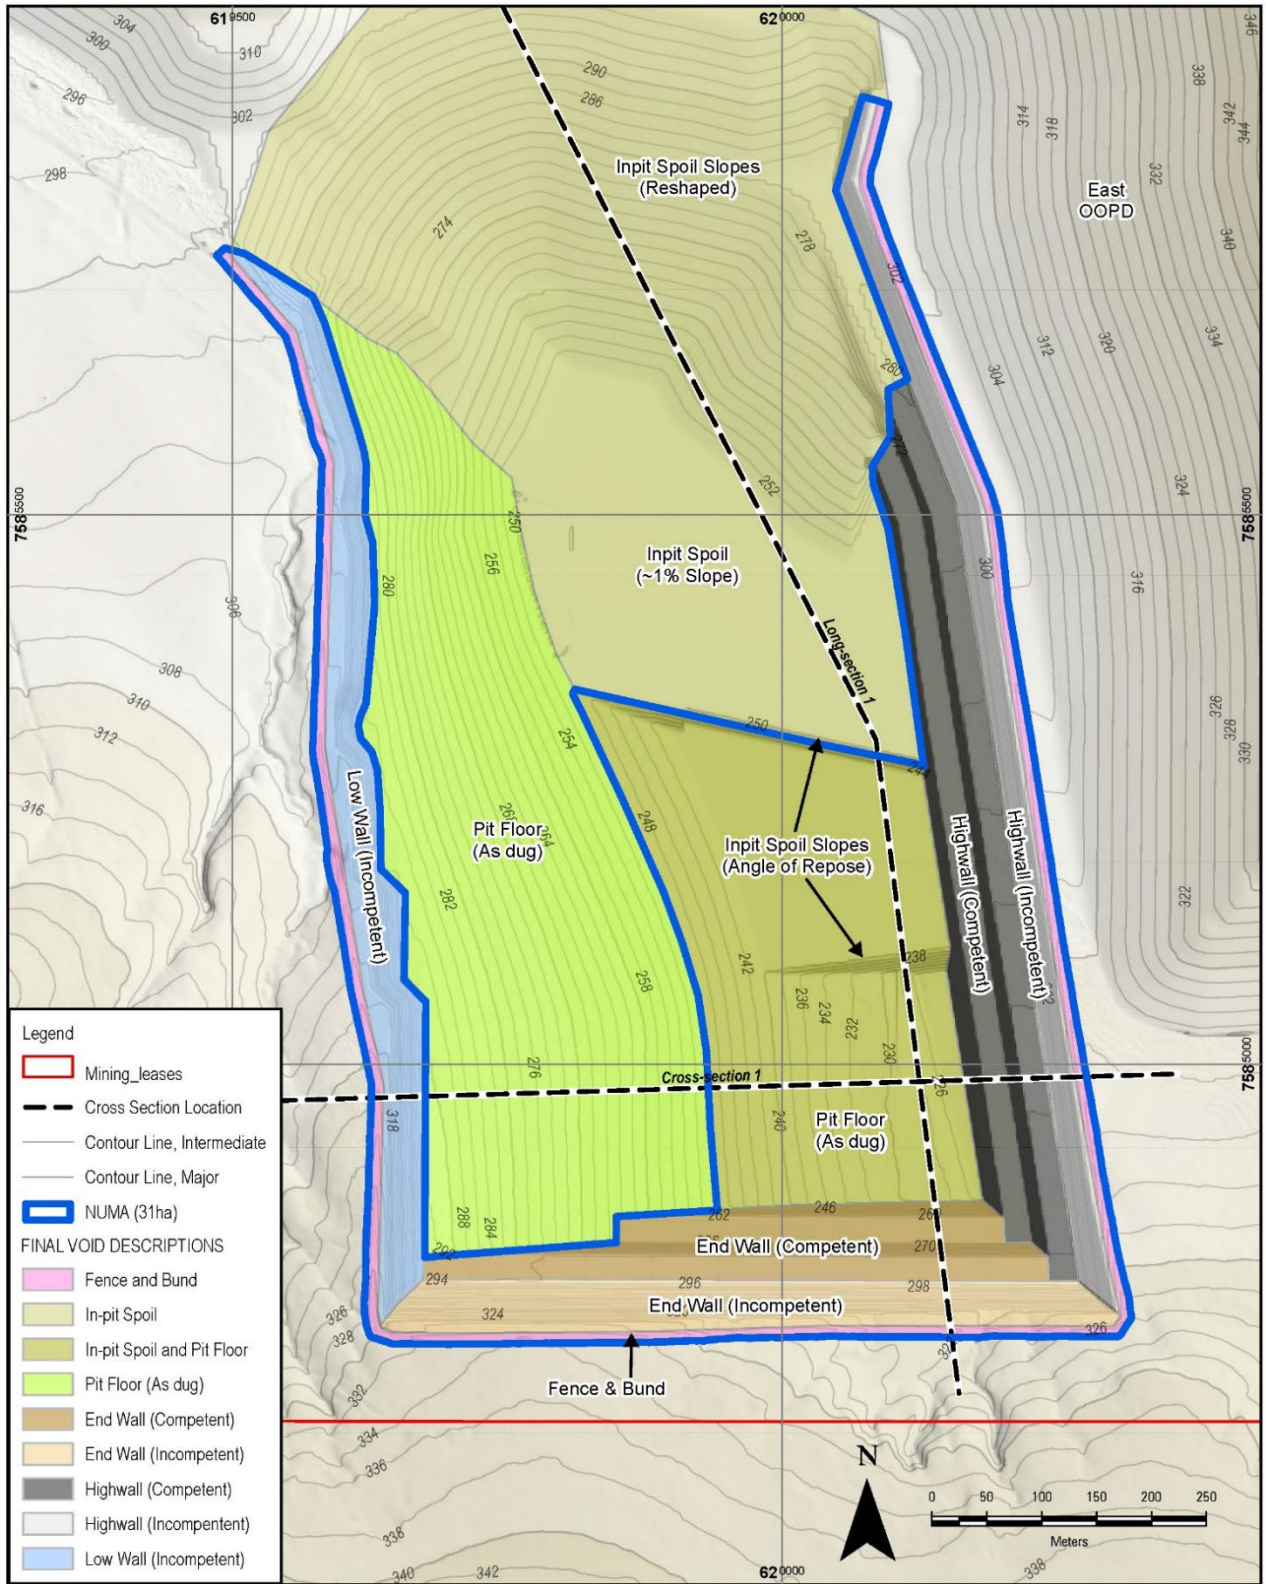 619500
620000
304
300
310
296
302
298
290
286
346
338
342
344
314
318
332
Inpit Spoil Slopes
(Reshaped)
East
OOPD
274
278
340
302
334
320
312
304
280
272
324
252
7585500
7585500
250
Inpit Spoil
(~1% Slope)
256
280
300
316
306
Long-section 1
308
310
312
326
328
330
250
254
244
316
Low Wall (Incompetent)
Pit Floor
(As dug)
264
248
Inpit Spoil Slopes
(Angle of Repose)
Highwall (Competent)
Highwall (Incompetent)
282
322
242
238
258
236
234
232
230
7585000
276
Cross-section 1
226
318
240
Pit Floor
(As dug)
288
284
292
262
246
270
End Wall (Competent)
294
296
298
End Wall (Incompetent)
324
326
326
328
Fence & Bund
332
334
336
338
340
342
338
Legend
Mining_leases
Cross Section Location
Contour Line, Intermediate
Contour Line, Major
NUMA (31ha)
FINAL VOID DESCRIPTIONS
Fence and Bund
In-pit Spoil
In-pit Spoil and Pit Floor
Pit Floor (As dug)
End Wall (Competent)
End Wall (Incompetent)
Highwall (Competent)
Highwall (Incompentent)
Low Wall (Incompetent)
N
0 50 100 150 200 250
Meters
620000